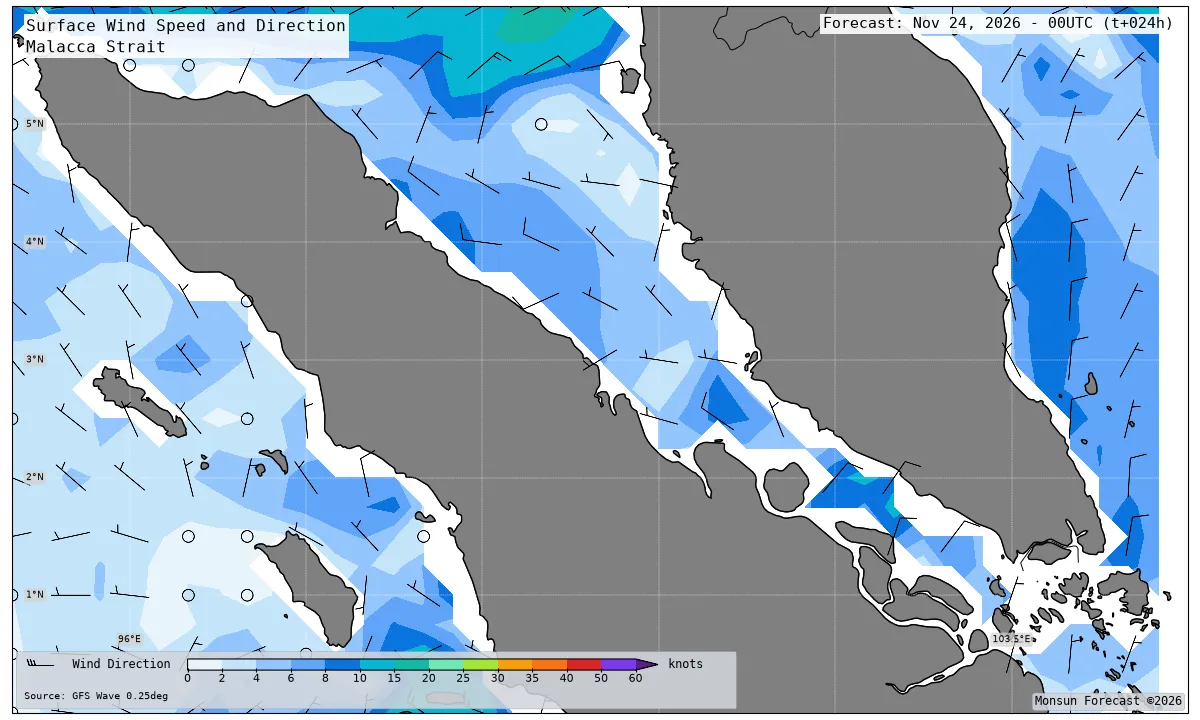 Surface Wind Speed and Direction
Malacca Strait
Forecast: Nov 24, 2026 - 00UTC (t+024h)
5°N
4°N
3°N
2°N
1°N
96°E
103.5°E
Wind Direction
0 2 4 6 8 10 15 20 25 30 35 40 50 60
knots
Source: GFS Wave 0.25deg
Monsun Forecast ©2026